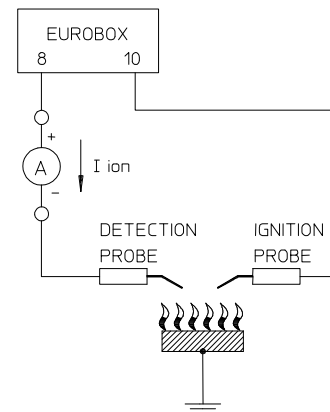 EUROBOX
8 10
+
A
I ion
−
DETECTION
PROBE
IGNITION
PROBE